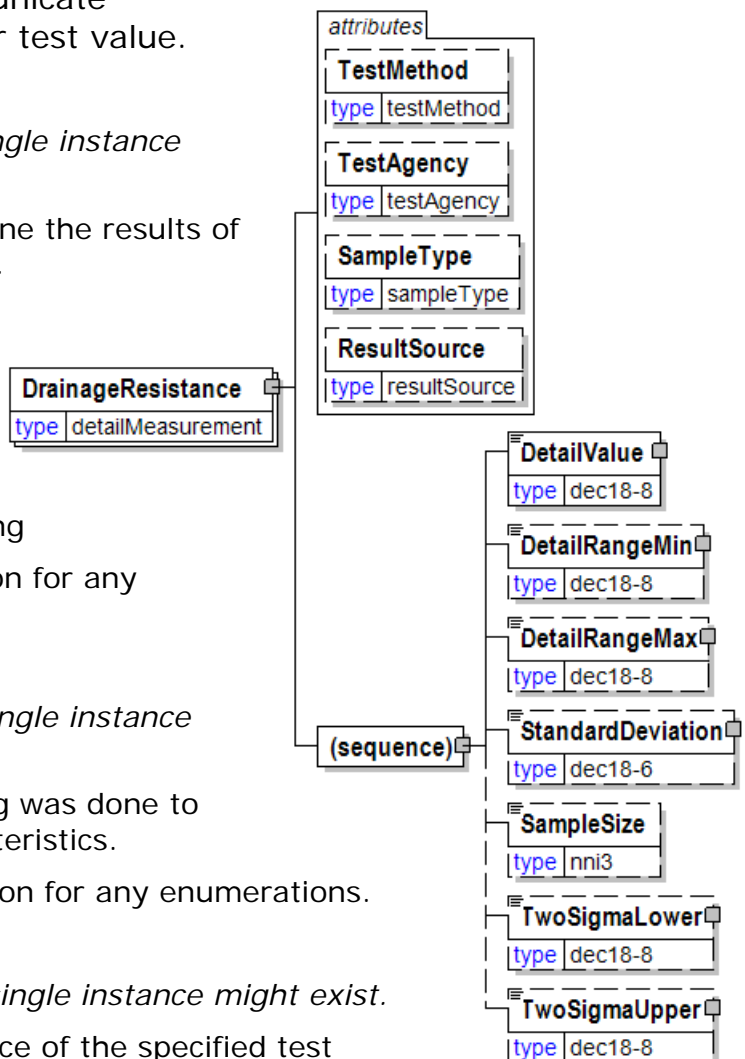 unicate
r test value.
ngle instance
ne the results of
.
ng
on for any
ngle instance
g was done to
teristics.
on for any enumerations.
single instance might exist.
ce of the specified test
DrainageResistance
type detailMeasurement
attributes
TestMethod
type testMethod
TestAgency
type testAgency
SampleType
type sampleType
ResultSource
type resultSource
(sequence)
DetailValue
type dec18-8
DetailRangeMin
type dec18-8
DetailRangeMax
type dec18-8
StandardDeviation
type dec18-6
SampleSize
type nni3
TwoSigmaLower
type dec18-8
TwoSigmaUpper
type dec18-8